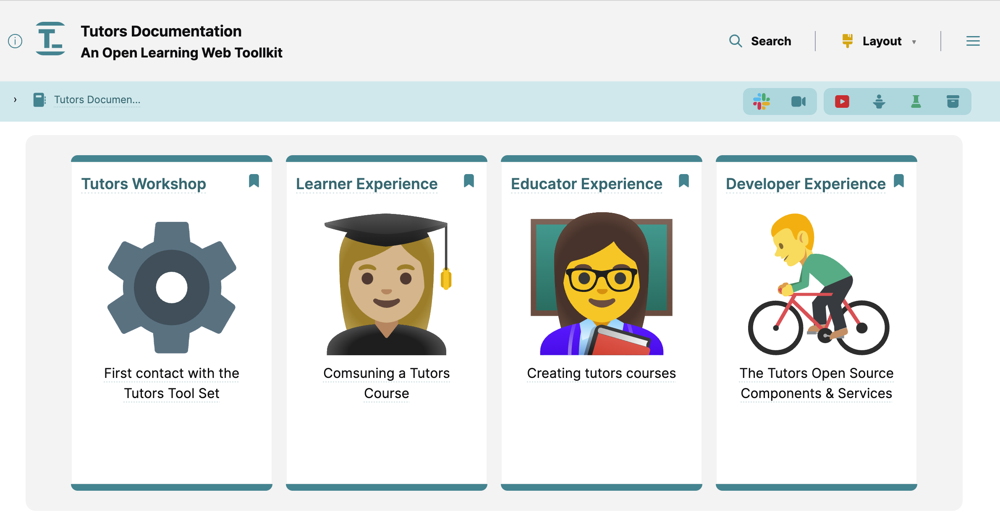 Tutors Documentation
An Open Learning Web Toollkit
Search
Layout
Tutors Documen...
Tutors Workshop
First contact with the
Tutors Tool Set
Learner Experience
Comsuning a Tutors
Course
Educator Experience
Creating tutors courses
Developer Experience
The Tutors Open Source
Components & Services